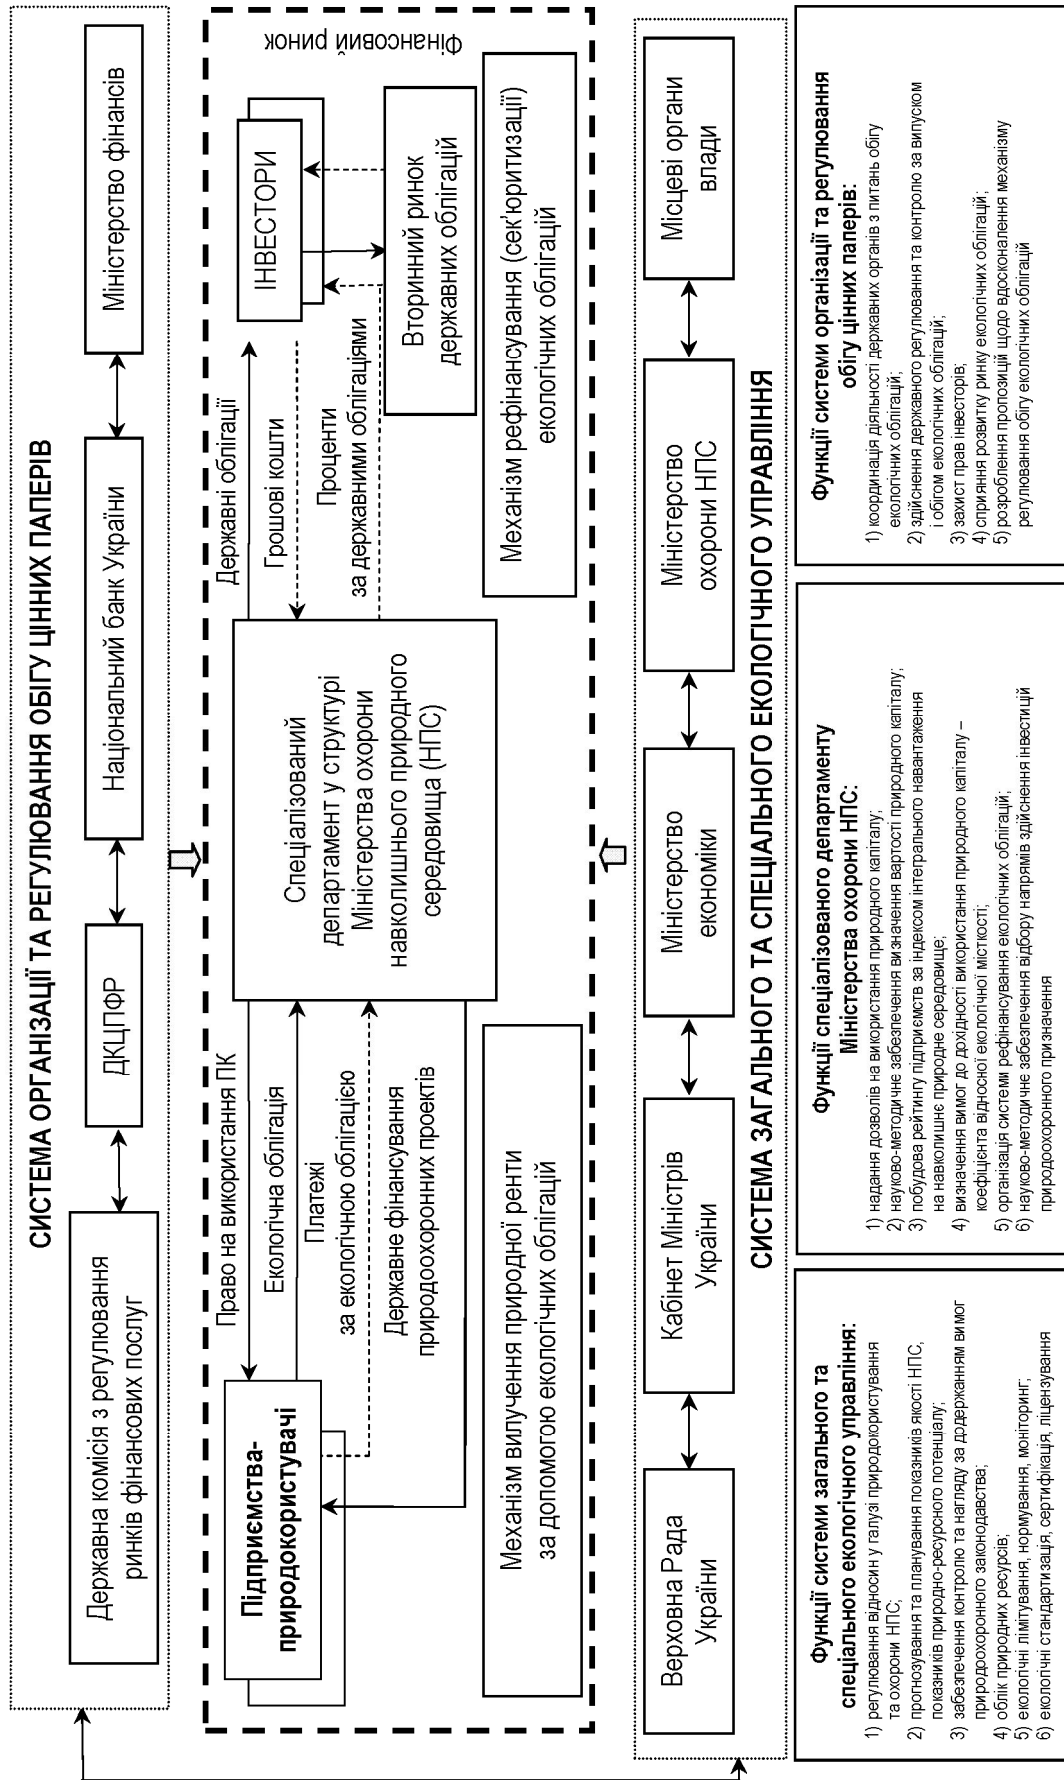 СИСТЕМА ОРГАНІЗАЦІЇ ТА РЕГУЛЮВАННЯ ОБІГУ ЦІННИХ ПАПЕРІВ
Державна комісія з регулювання
ринків фінансових послуг
ДКЦПФР
Національний банк України
Міністерство фінансів
Підприємства-
природокористувачі
Право на використання ПК
Екологічна облігація
Платежі
за екологічною облігацією
Державне фінансування
природоохоронних проектів
Механізм вилучення природної ренти
за допомогою екологічних облігацій
Спеціалізований
департамент у структурі
Міністерства охорони
навколишнього природного
середовища (НПС)
Державні облігації
Грошові кошти
Проценти
за державними облігаціями
ІНВЕСТОРИ
Вторинний ринок
державних облігацій
Механізм рефінансування (сек'юритизації)
екологічних облігацій
Фінансовий ринок
Верховна Рада
України
Кабінет Міністрів
України
Міністерство
економіки
Міністерство
охорони НПС
Місцеві органи
влади
СИСТЕМА ЗАГАЛЬНОГО ТА СПЕЦІАЛЬНОГО ЕКОЛОГІЧНОГО УПРАВЛІННЯ
Функції системи загального та
спеціального екологічного управління:
1) регулювання відносин у галузі природокористування
та охорони НПС;
2) прогнозування та планування показників якості НПС,
показників природно-ресурсного потенціалу;
3) забезпечення контролю та нагляду за додержанням вимог
природоохоронного законодавства;
4) облік природних ресурсів;
5) екологічні лімітування, нормування, моніторинг;
6) екологічні стандартизація, сертифікація, ліцензування
Функції спеціалізованого департаменту
Міністерства охорони НПС:
1) надання дозволів на використання природного капіталу;
2) науково-методичне забезпечення визначення вартості природного капіталу;
3) побудова рейтингу підприємств за індексом інтегрального навантаження
на навколишнє природне середовище;
4) визначення вимог до дохідності використання природного капіталу –
коефіцієнта відносної екологічної місткості;
5) організація системи рефінансування екологічних облігацій;
6) науково-методичне забезпечення відбору напрямів здійснення інвестицій
природоохоронного призначення
Функції системи організації та регулювання
обігу цінних паперів:
1) координація діяльності державних органів з питань обігу
екологічних облігацій;
2) здійснення державного регулювання та контролю за випуском
і обігом екологічних облігацій;
3) захист прав інвесторів;
4) сприяння розвитку ринку екологічних облігацій;
5) розроблення пропозицій щодо вдосконалення механізму
регулювання обігу екологічних облігацій